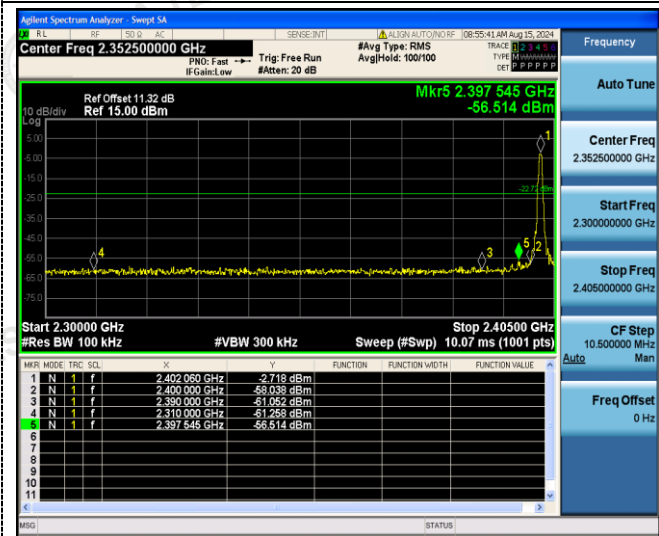 Agilent Spectrum Analyzer - Swept SA
RL RF 50 Ω AC SENSE:INT ALIGN AUTO/NO RF 08:55:41 AM Aug 15, 2024
Center Freq 2.352500000 GHz
PNO: Fast Trig: Free Run
IFGain:Low #Atten: 20 dB
#Avg Type: RMS
Avg|Hold: 100/100
TRACE 1 2 3 4 5 6
TYPE M
DET P P P P P P
Mkr5 2.397 545 GHz
-56.514 dBm
Ref Offset 11.32 dB
10 dB/div Ref 15.00 dBm
Log
5.00
-5.00
-15.0
-25.0
-35.0
-45.0
-55.0
-65.0
-75.0
1
-22.72 dBm
4
3
5
2
Start 2.30000 GHz Stop 2.40500 GHz
#Res BW 100 kHz #VBW 300 kHz Sweep (#Swp) 10.07 ms (1001 pts)
MKR MODE TRC SCL X Y FUNCTION FUNCTION WIDTH FUNCTION VALUE
1 N 1 f 2.402 060 GHz -2.718 dBm
2 N 1 f 2.400 000 GHz -58.038 dBm
3 N 1 f 2.390 000 GHz -61.052 dBm
4 N 1 f 2.310 000 GHz -61.258 dBm
5 N 1 f 2.397 545 GHz -56.514 dBm
6
7
8
9
10
11
MSG STATUS
Frequency
Auto Tune
Center Freq
2.352500000 GHz
Start Freq
2.300000000 GHz
Stop Freq
2.405000000 GHz
CF Step
10.500000 MHz
Auto Man
Freq Offset
0 Hz